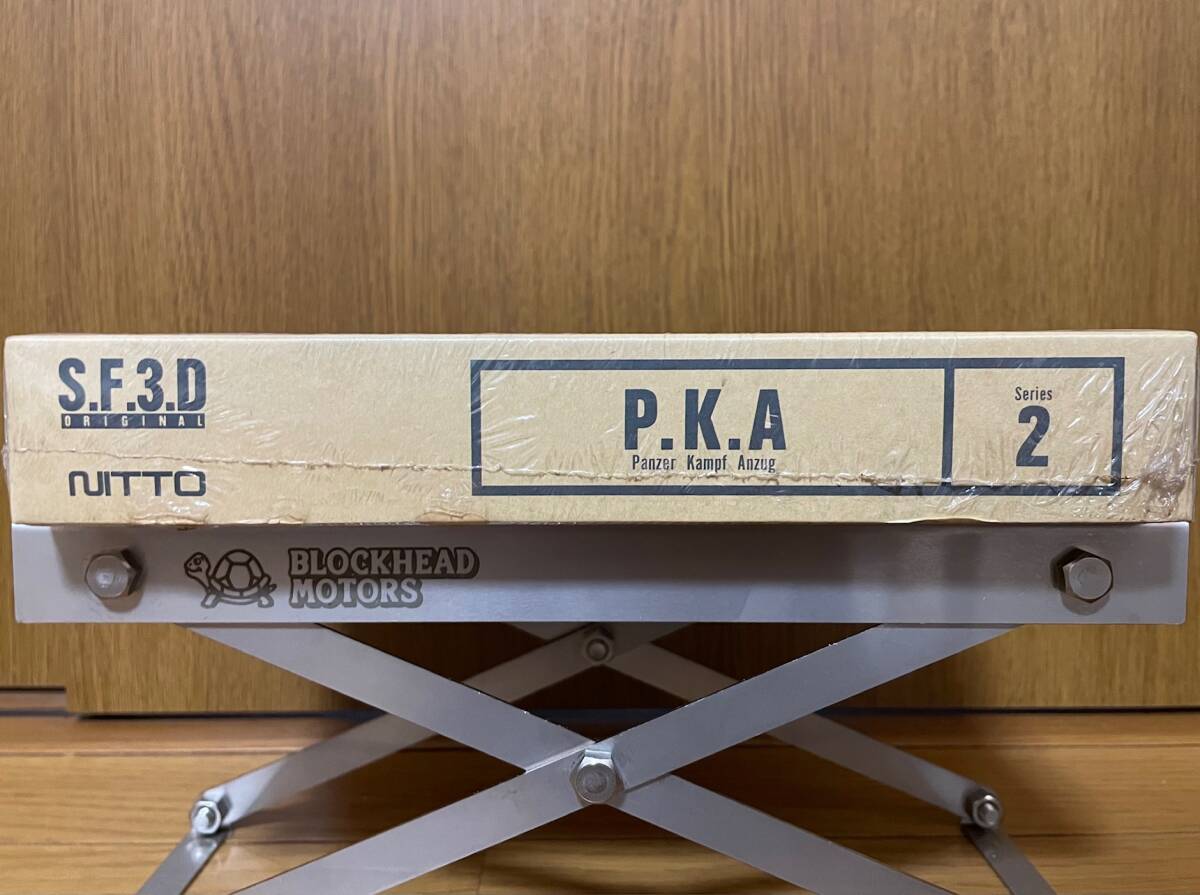 S.F.3.D
ORIGINAL
NITTO
P.K.A
Panzer Kampf Anzug
Series
2
BLOCKHEAD
MOTORS